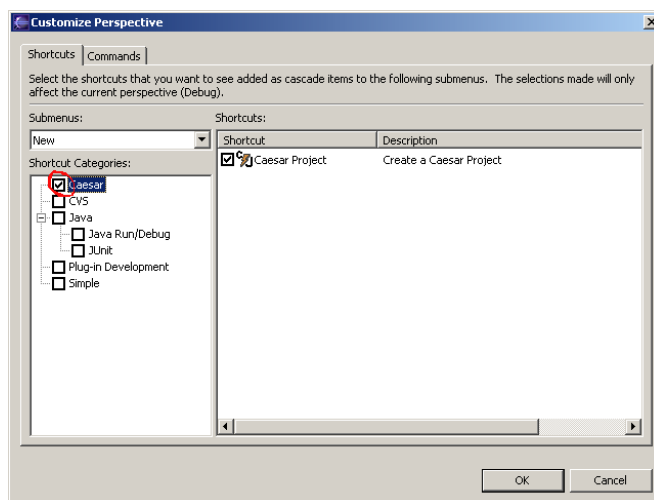 Customize Perspective
Shortcuts Commands
Select the shortcuts that you want to see added as cascade items to the following submenus. The selections made will only
affect the current perspective (Debug).
Submenus:
New
Shortcut Categories:
Caesar
CVS
Java
Java Run/Debug
JUnit
Plug-in Development
Simple
Shortcuts:
Shortcut Description
Caesar Project Create a Caesar Project
OK Cancel